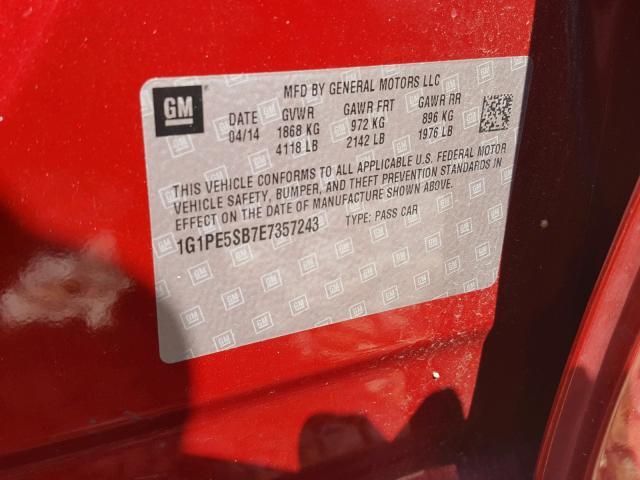 GM
MFD BY GENERAL MOTORS LLC
DATE GVWR GAWR FRT GAWR RR
04/14 1868 KG 972 KG 896 KG
4118 LB 2142 LB 1976 LB
THIS VEHICLE CONFORMS TO ALL APPLICABLE U.S. FEDERAL MOTOR
VEHICLE SAFETY, BUMPER, AND THEFT PREVENTION STANDARDS IN
EFFECT ON THE DATE OF MANUFACTURE SHOWN ABOVE.
1G1PE5SB7E7357243 TYPE: PASS CAR